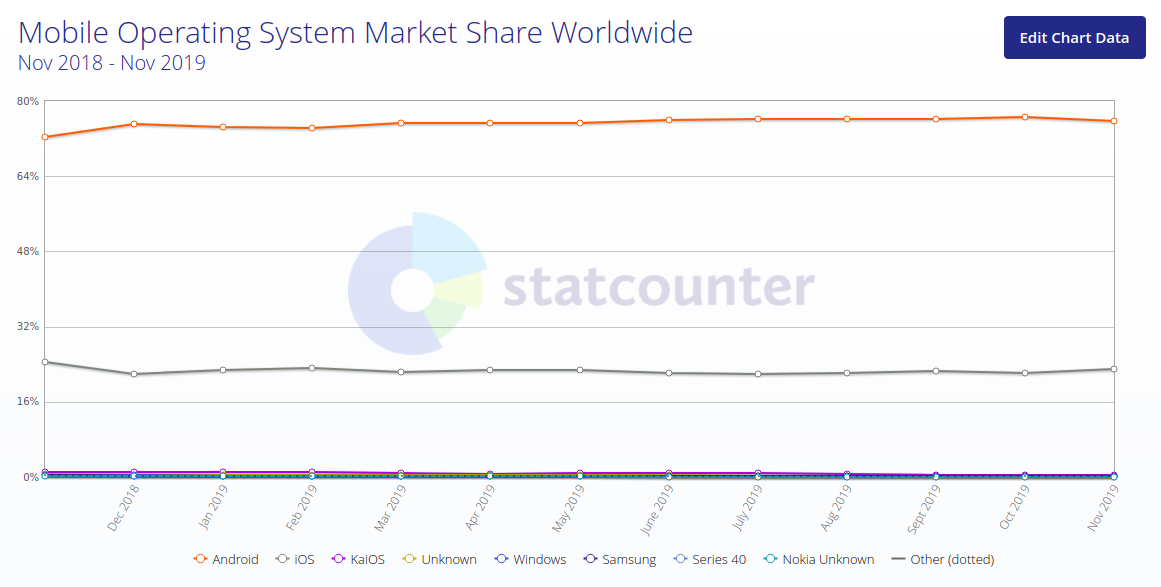 Mobile Operating System Market Share Worldwide
Nov 2018 - Nov 2019
Edit Chart Data
80%
64%
48%
32%
16%
0%
statcounter
Dec 2018
Jan 2019
Feb 2019
Mar 2019
Apr 2019
May 2019
June 2019
July 2019
Aug 2019
Sept 2019
Oct 2019
Nov 2019
Android iOS KaiOS Unknown Windows Samsung Series 40 Nokia Unknown Other (dotted)